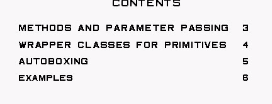 CONTENTS
METHODS AND PARAMETER PASSING 3
WRAPPER CLASSES FOR PRIMITIVES 4
AUTOBOXING 5
EXAMPLES 6